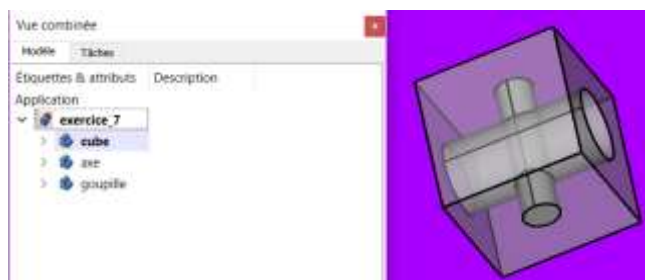 Vue combinée
Modèle Tâches
Étiquettes & attributs Description
Application
exercice_7
cube
axe
goupille